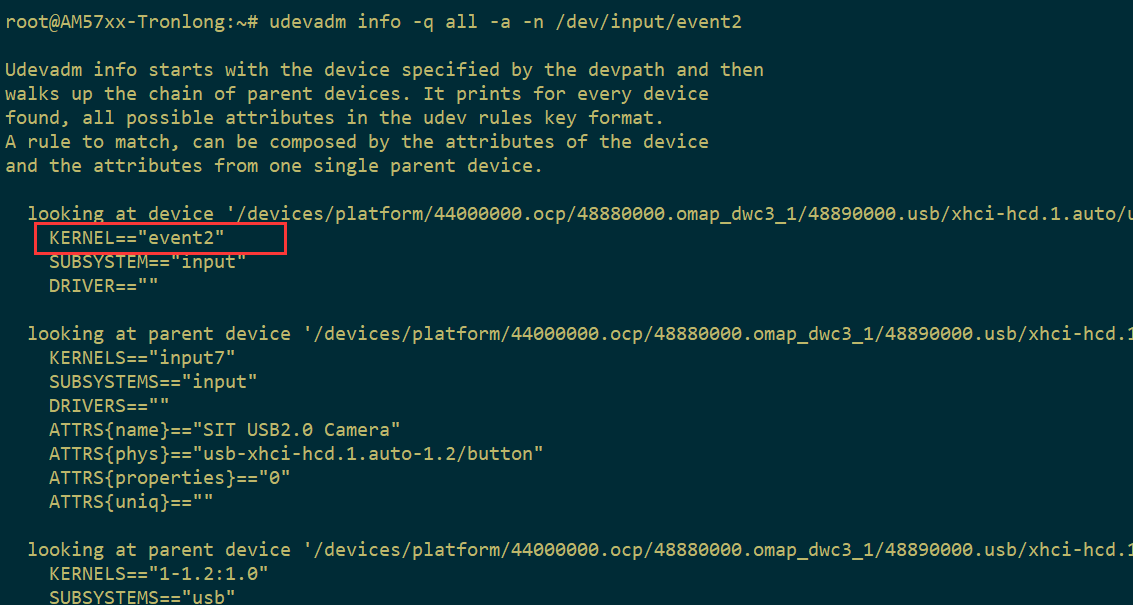 root@AM57xx-Tronlong:~# udevadm info -q all -a -n /dev/input/event2
Udevadm info starts with the device specified by the devpath and then
walks up the chain of parent devices. It prints for every device
found, all possible attributes in the udev rules key format.
A rule to match, can be composed by the attributes of the device
and the attributes from one single parent device.
looking at device '/devices/platform/44000000.ocp/48880000.omap_dwc3_1/48890000.usb/xhci-hcd.1.auto/u
KERNEL=="event2"
SUBSYSTEM=="input"
DRIVER==""
looking at parent device '/devices/platform/44000000.ocp/48880000.omap_dwc3_1/48890000.usb/xhci-hcd.1
KERNELS=="input7"
SUBSYSTEMS=="input"
DRIVERS==""
ATTRS{name}=="SIT USB2.0 Camera"
ATTRS{phys}=="usb-xhci-hcd.1.auto-1.2/button"
ATTRS{properties}=="0"
ATTRS{uniq}==""
looking at parent device '/devices/platform/44000000.ocp/48880000.omap_dwc3_1/48890000.usb/xhci-hcd.1
KERNELS=="1-1.2:1.0"
SUBSYSTEMS=="usb"